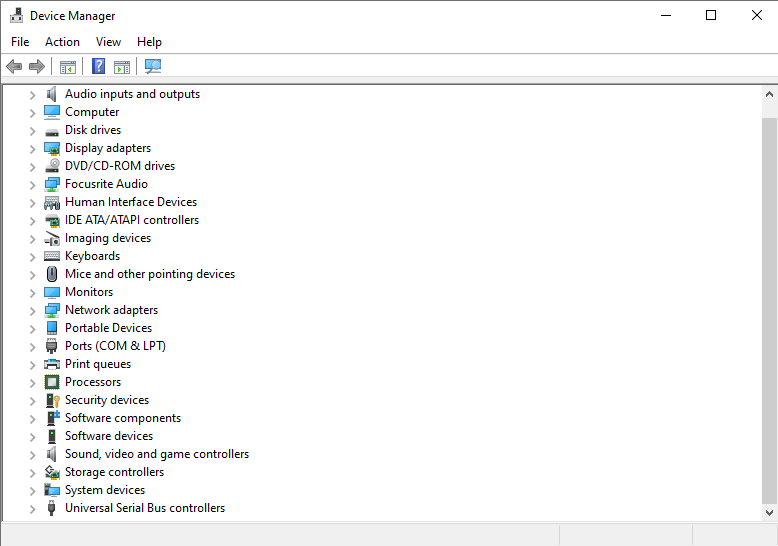 Device Manager
File Action View Help
Audio inputs and outputs
Computer
Disk drives
Display adapters
DVD/CD-ROM drives
Focusrite Audio
Human Interface Devices
IDE ATA/ATAPI controllers
Imaging devices
Keyboards
Mice and other pointing devices
Monitors
Network adapters
Portable Devices
Ports (COM & LPT)
Print queues
Processors
Security devices
Software components
Software devices
Sound, video and game controllers
Storage controllers
System devices
Universal Serial Bus controllers